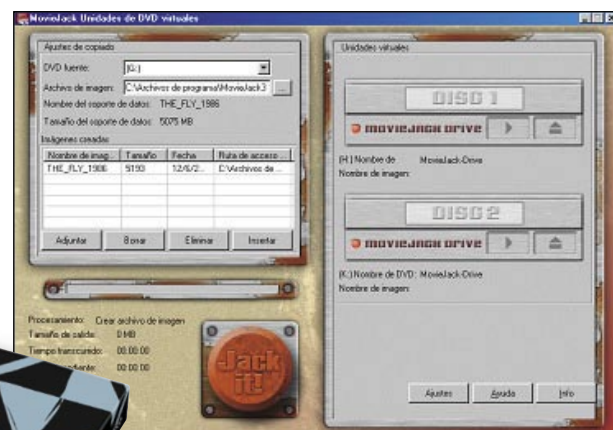 MovieJack Unidades de DVD virtuales
Ajustes de copiado
DVD fuente: (G:)
Archivo de imagen: C:\Archivos de programa\MovieJack3 ...
Nombre del soporte de datos: THE_FLY_1986
Tamaño del soporte de datos: 5075 MB
Imágenes creadas
Nombre de imag... Tamaño Fecha Ruta de acceso ...
THE_FLY_1986 5193 12/6/2... C:\Archivos de ...
Adjuntar Borrar Eliminar Insertar
Procesamiento: Crear archivo de imagen
Tamaño de salida: 0 MB
Tiempo transcurrido: 00:00:00
00:00:00
Jack it!
Unidades virtuales
DISC 1
MOVIEJACK DRIVE
(H:) Nombre de MovieJack-Drive
Nombre de imagen:
DISC 2
MOVIEJACK DRIVE
(K:) Nombre de DVD: MovieJack-Drive
Nombre de imagen:
Ajustes Ayuda Info